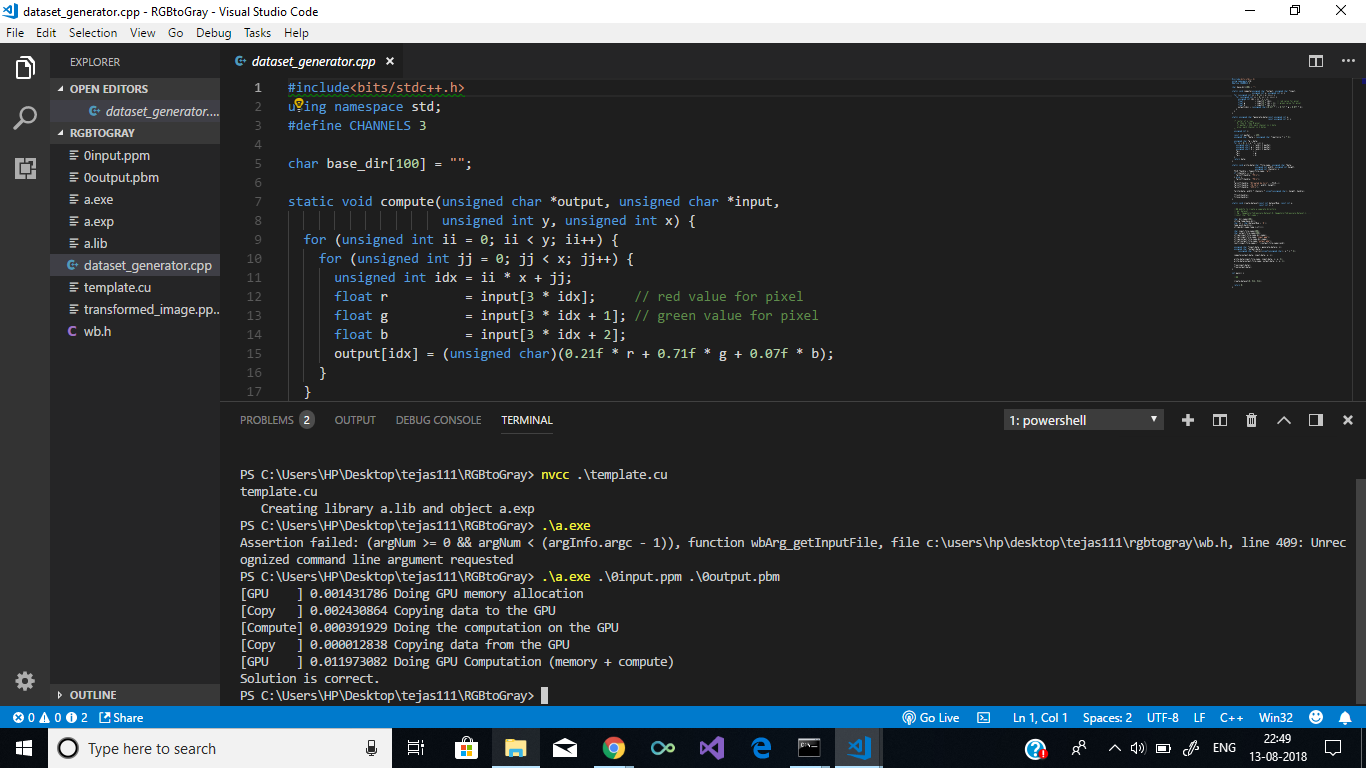 dataset_generator.cpp - RGBtoGray - Visual Studio Code
File Edit Selection View Go Debug Tasks Help
EXPLORER
OPEN EDITORS
dataset_generator....
RGBTOGRAY
0input.ppm
0output.pbm
a.exe
a.exp
a.lib
dataset_generator.cpp
template.cu
transformed_image.pp...
wb.h
OUTLINE
dataset_generator.cpp
1 #include<bits/stdc++.h>
2 using namespace std;
3 #define CHANNELS 3
4
5 char base_dir[100] = "";
6
7 static void compute(unsigned char *output, unsigned char *input,
8 unsigned int y, unsigned int x) {
9 for (unsigned int ii = 0; ii < y; ii++) {
10 for (unsigned int jj = 0; jj < x; jj++) {
11 unsigned int idx = ii * x + jj;
12 float r = input[3 * idx]; // red value for pixel
13 float g = input[3 * idx + 1]; // green value for pixel
14 float b = input[3 * idx + 2];
15 output[idx] = (unsigned char)(0.21f * r + 0.71f * g + 0.07f * b);
16 }
17 }
PROBLEMS 2 OUTPUT DEBUG CONSOLE TERMINAL 1: powershell
PS C:\Users\HP\Desktop\tejas111\RGBtoGray> nvcc .\template.cu
template.cu
Creating library a.lib and object a.exp
PS C:\Users\HP\Desktop\tejas111\RGBtoGray> .\a.exe
Assertion failed: (argNum >= 0 && argNum < (argInfo.argc - 1)), function wbArg_getInputFile, file c:\users\hp\desktop\tejas111\rgbtogray\wb.h, line 409: Unrec
ognized command line argument requested
PS C:\Users\HP\Desktop\tejas111\RGBtoGray> .\a.exe .\0input.ppm .\0output.pbm
[GPU    ] 0.001431786 Doing GPU memory allocation
[Copy   ] 0.002430864 Copying data to the GPU
[Compute] 0.000391929 Doing the computation on the GPU
[Copy   ] 0.000012838 Copying data from the GPU
[GPU    ] 0.011973082 Doing GPU Computation (memory + compute)
Solution is correct.
PS C:\Users\HP\Desktop\tejas111\RGBtoGray>
0 0 2 Share Go Live Ln 1, Col 1 Spaces: 2 UTF-8 LF C++ Win32
Type here to search ENG 22:49
13-08-2018